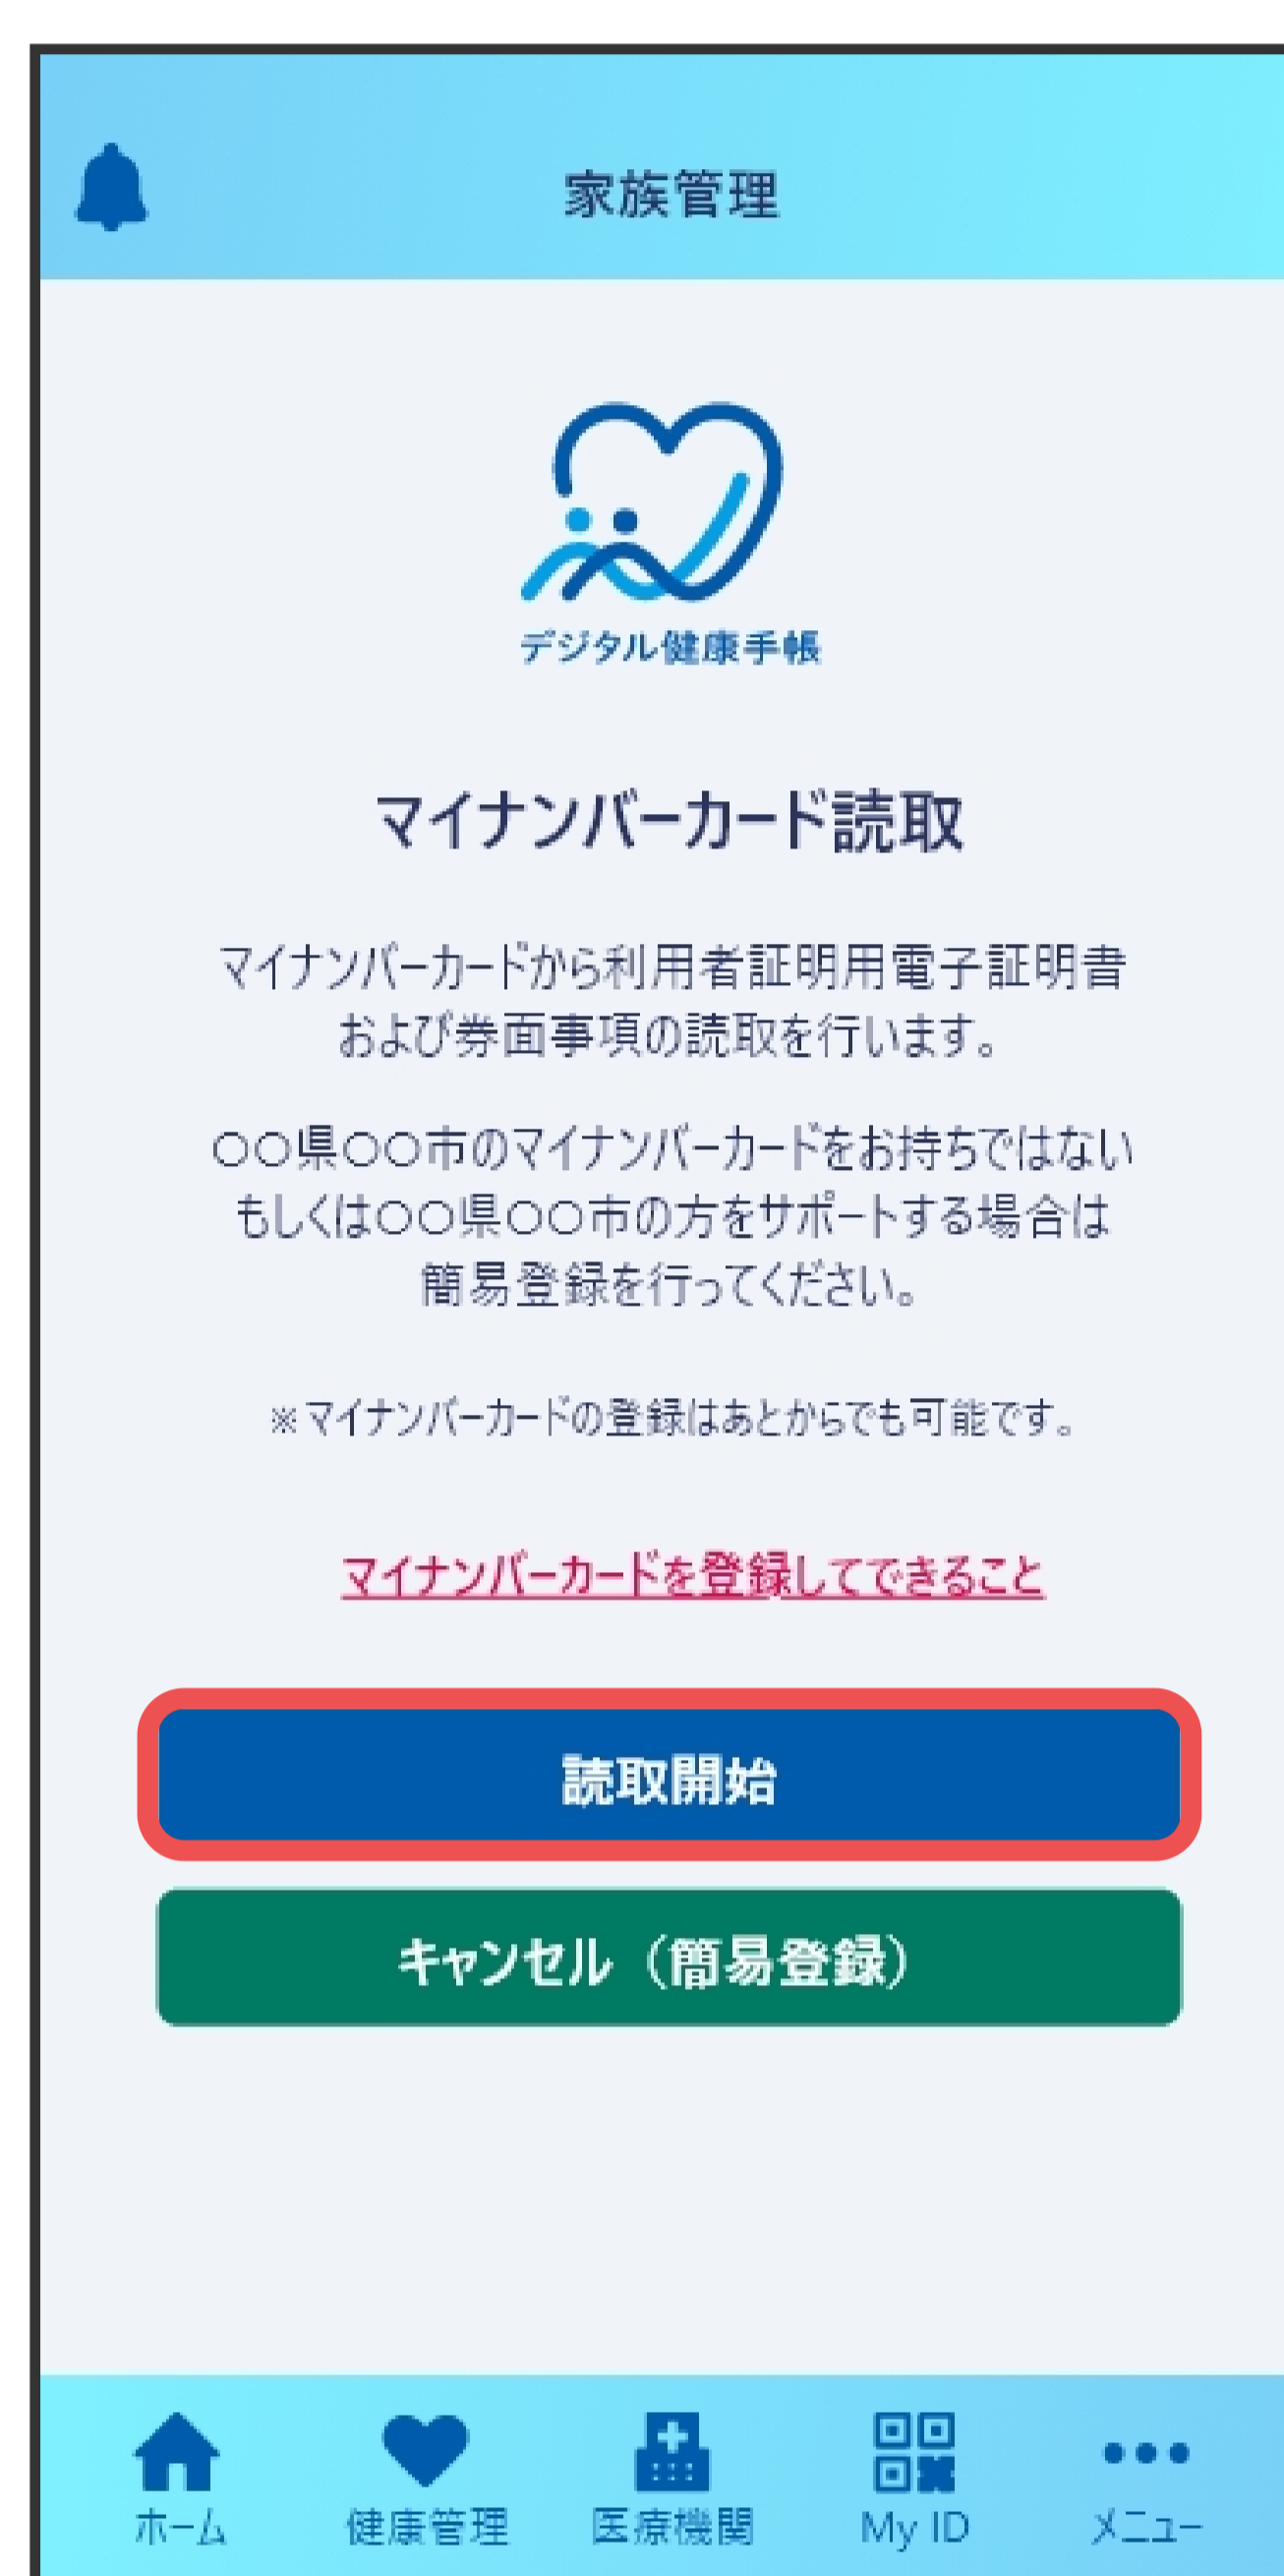 家族管理
デジタル健康手帳
マイナンバーカード読取
マイナンバーカードから利用者証明用電子証明書
および券面事項の読取を行います。
○○県○○市のマイナンバーカードをお持ちではない
もしくは○○県○○市の方をサポートする場合は
簡易登録を行ってください。
※マイナンバーカードの登録はあとからでも可能です。
マイナンバーカードを登録してできること
読取開始
キャンセル（簡易登録）
ホーム 健康管理 医療機関 My ID メニュー